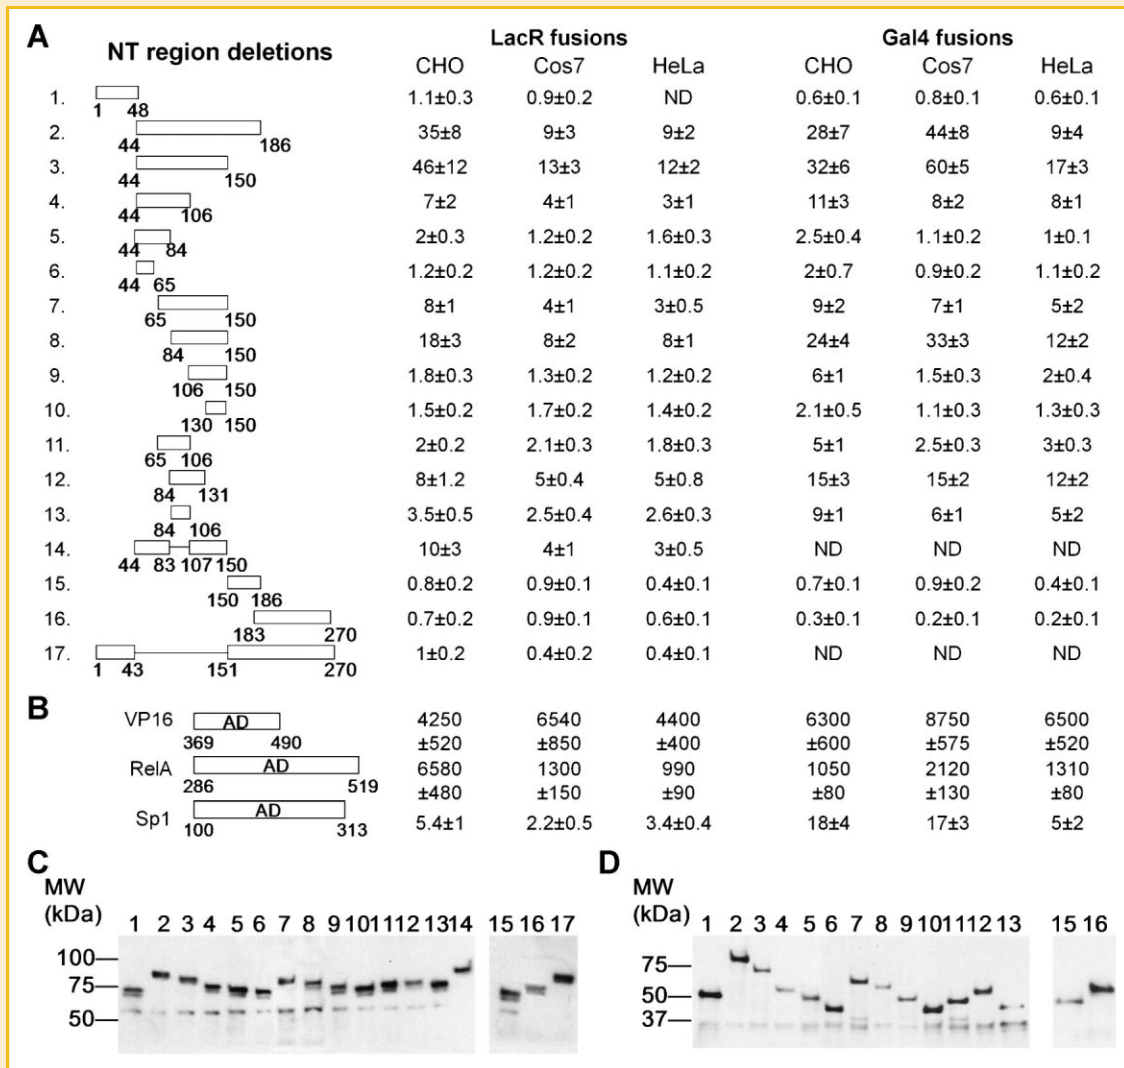 A
NT region deletions
LacR fusions Gal4 fusions
CHO Cos7 HeLa CHO Cos7 HeLa
1. 1.1±0.3 0.9±0.2 ND 0.6±0.1 0.8±0.1 0.6±0.1
1 48
2. 35±8 9±3 9±2 28±7 44±8 9±4
44 186
3. 46±12 13±3 12±2 32±6 60±5 17±3
44 150
4. 7±2 4±1 3±1 11±3 8±2 8±1
44 106
5. 2±0.3 1.2±0.2 1.6±0.3 2.5±0.4 1.1±0.2 1±0.1
44 84
6. 1.2±0.2 1.2±0.2 1.1±0.2 2±0.7 0.9±0.2 1.1±0.2
44 65
7. 8±1 4±1 3±0.5 9±2 7±1 5±2
65 150
8. 18±3 8±2 8±1 24±4 33±3 12±2
84 150
9. 1.8±0.3 1.3±0.2 1.2±0.2 6±1 1.5±0.3 2±0.4
106 150
10. 1.5±0.2 1.7±0.2 1.4±0.2 2.1±0.5 1.1±0.3 1.3±0.3
130 150
11. 2±0.2 2.1±0.3 1.8±0.3 5±1 2.5±0.3 3±0.3
65 106
12. 8±1.2 5±0.4 5±0.8 15±3 15±2 12±2
84 131
13. 3.5±0.5 2.5±0.4 2.6±0.3 9±1 6±1 5±2
84 106
14. 10±3 4±1 3±0.5 ND ND ND
44 83 107 150
15. 0.8±0.2 0.9±0.1 0.4±0.1 0.7±0.1 0.9±0.2 0.4±0.1
150 186
16. 0.7±0.2 0.9±0.1 0.6±0.1 0.3±0.1 0.2±0.1 0.2±0.1
183 270
17. 1±0.2 0.4±0.2 0.4±0.1 ND ND ND
1 43 151 270
B
VP16 AD 4250 6540 4400 6300 8750 6500
369 490 ±520 ±850 ±400 ±600 ±575 ±520
RelA AD 6580 1300 990 1050 2120 1310
286 519 ±480 ±150 ±90 ±80 ±130 ±80
Sp1 AD 5.4±1 2.2±0.5 3.4±0.4 18±4 17±3 5±2
100 313
C
MW
(kDa) 1 2 3 4 5 6 7 8 9 10 11 12 13 14 15 16 17
100
75
50
D
MW
(kDa) 1 2 3 4 5 6 7 8 9 10 11 12 13 15 16
75
50
37